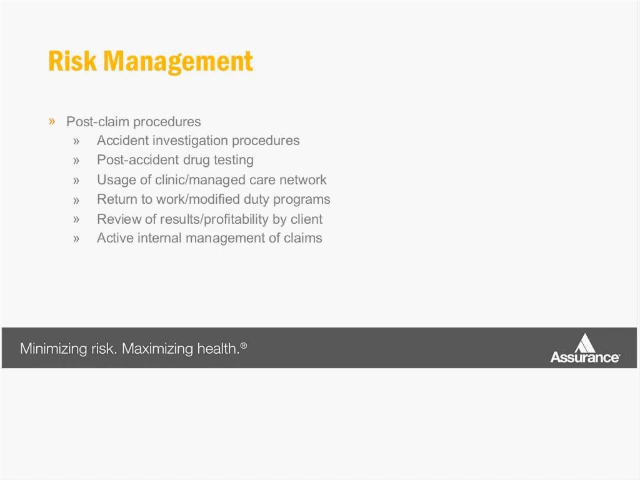 Risk Management
» Post-claim procedures
» Accident investigation procedures
» Post-accident drug testing
» Usage of clinic/managed care network
» Return to work/modified duty programs
» Review of results/profitability by client
» Active internal management of claims
Minimizing risk. Maximizing health.®
Assurance